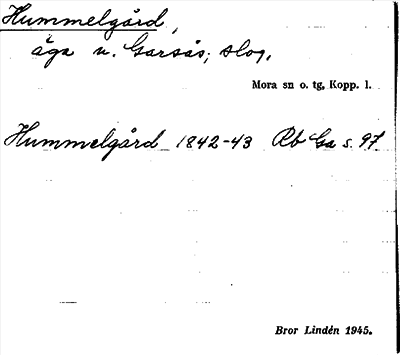 Hummelgård,
äga n. Garsås; slog.
Mora sn o. tg, Kopp. l.
Hummelgård 1842-43 Rb Ga s. 97.
Bror Lindén 1945.